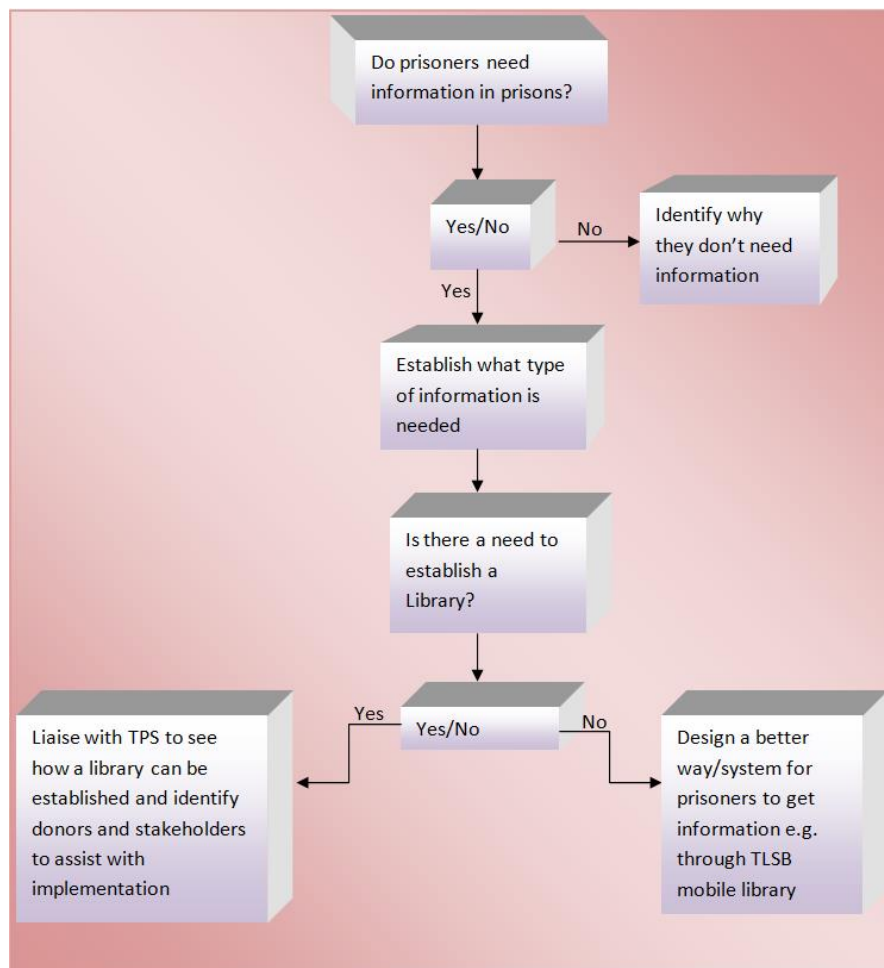 Do prisoners need
information in prisons?
Yes/No
No
Identify why
they don’t need
information
Yes
Establish what type
of information is
needed
Is there a need to
establish a
Library?
Yes
Yes/No
No
Liaise with TPS to see
how a library can be
established and identify
donors and stakeholders
to assist with
implementation
Design a better
way/system for
prisoners to get
information e.g.
through TLSB
mobile library